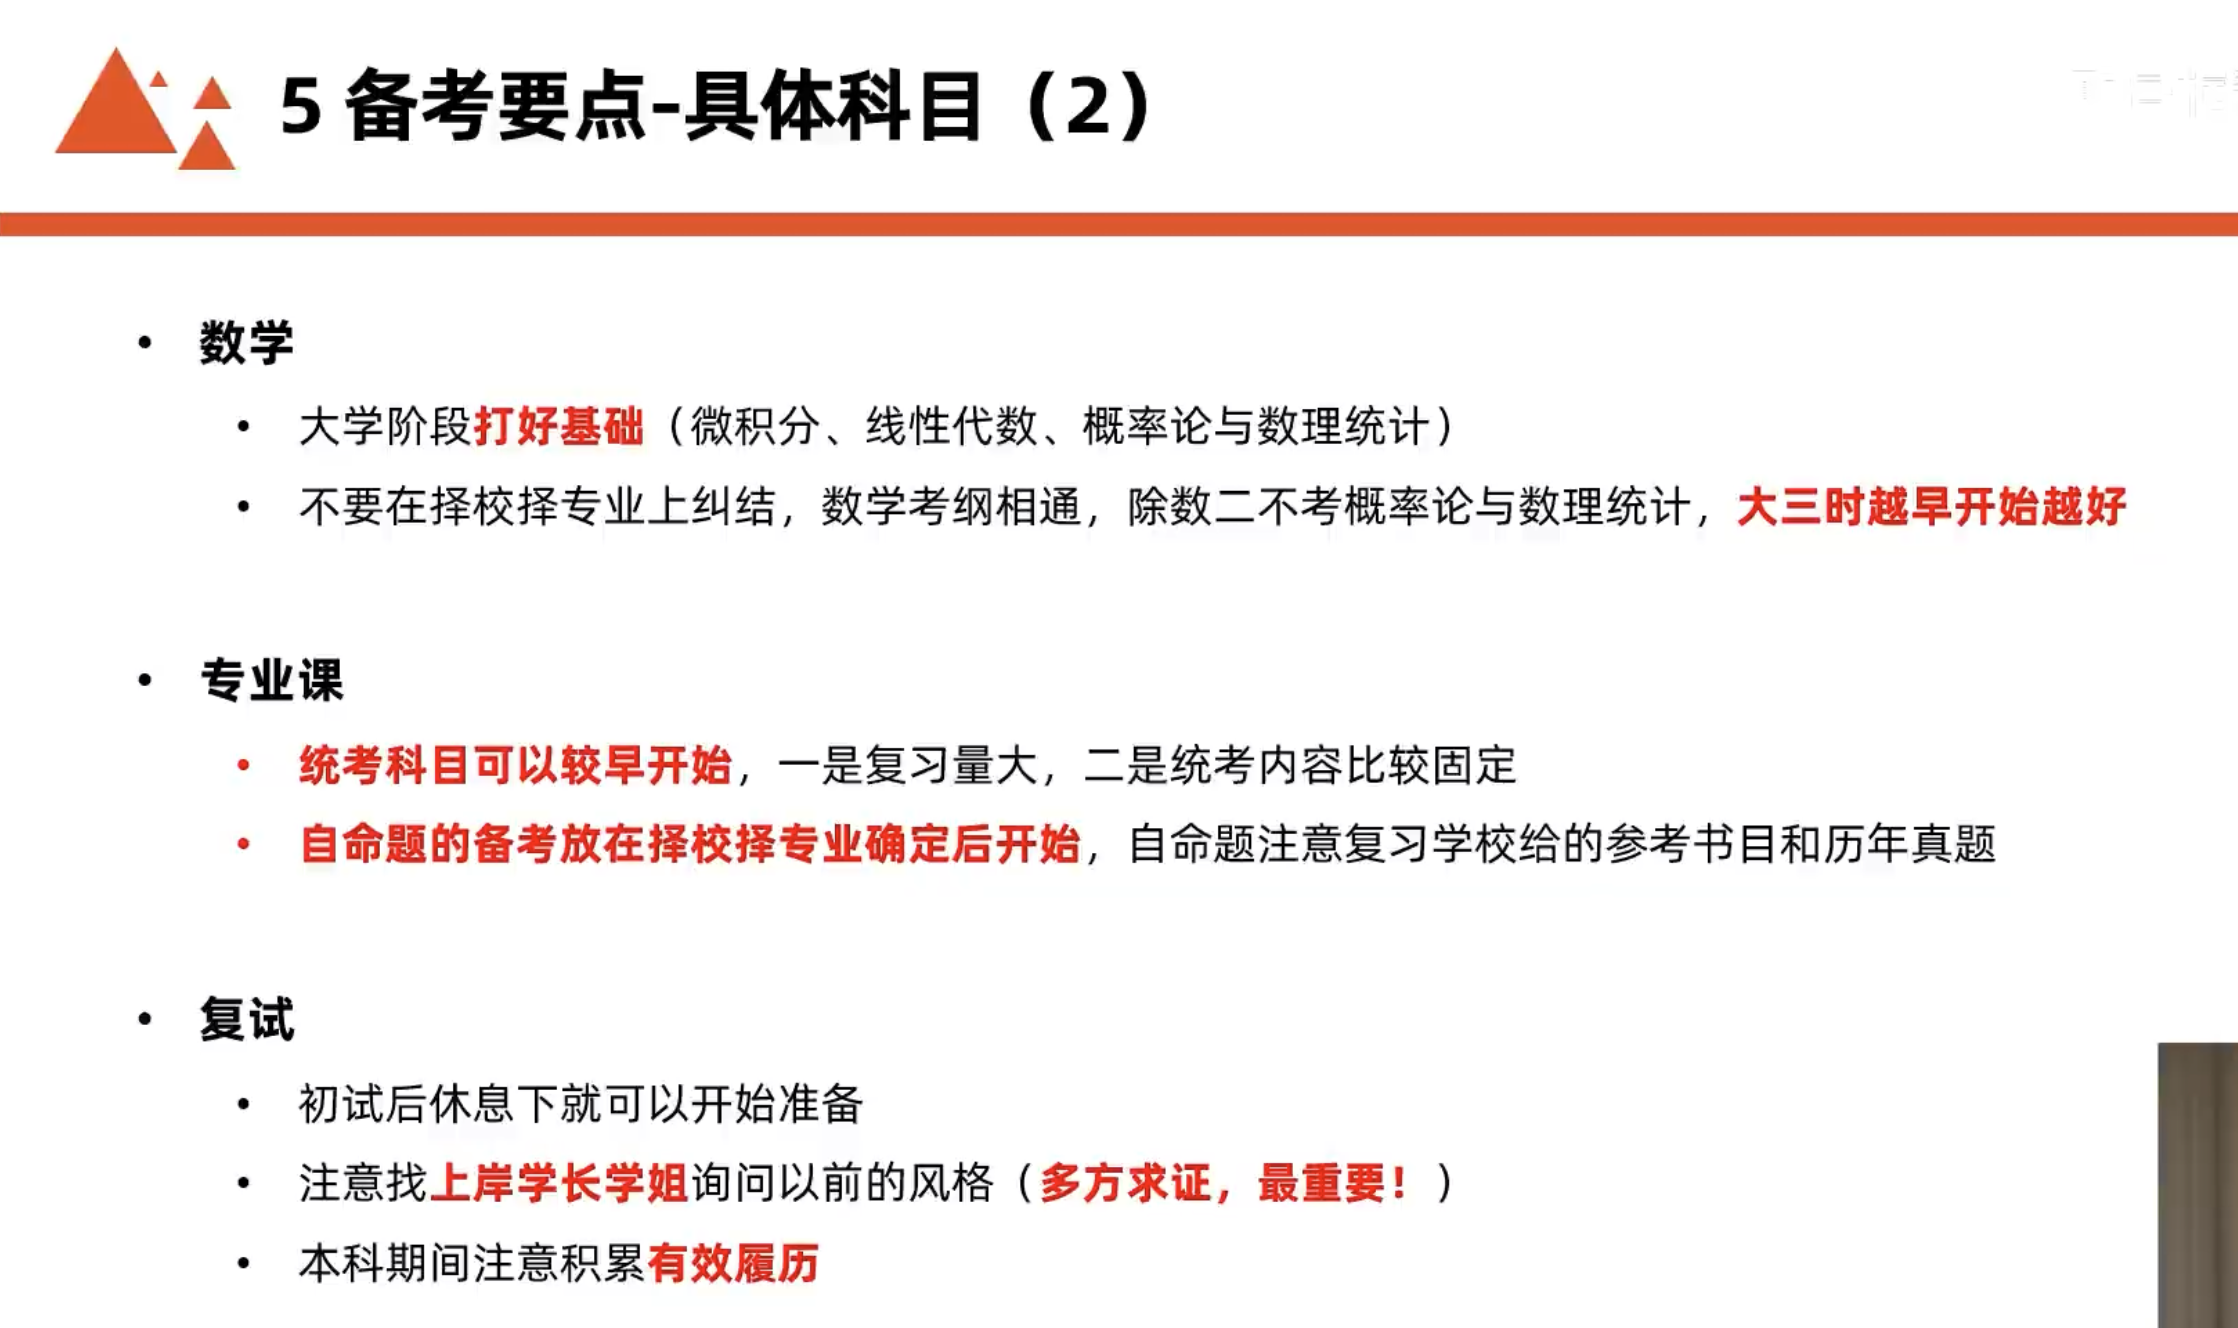 5 备考要点-具体科目（2）
• 数学
• 大学阶段打好基础（微积分、线性代数、概率论与数理统计）
• 不要在择校择专业上纠结，数学考纲相通，除数二不考概率论与数理统计，大三时越早开始越好
• 专业课
• 统考科目可以较早开始，一是复习量大，二是统考内容比较固定
• 自命题的备考放在择校择专业确定后开始，自命题注意复习学校给的参考书目和历年真题
• 复试
• 初试后休息下就可以开始准备
• 注意找上岸学长学姐询问以前的风格（多方求证，最重要！）
• 本科期间注意积累有效履历